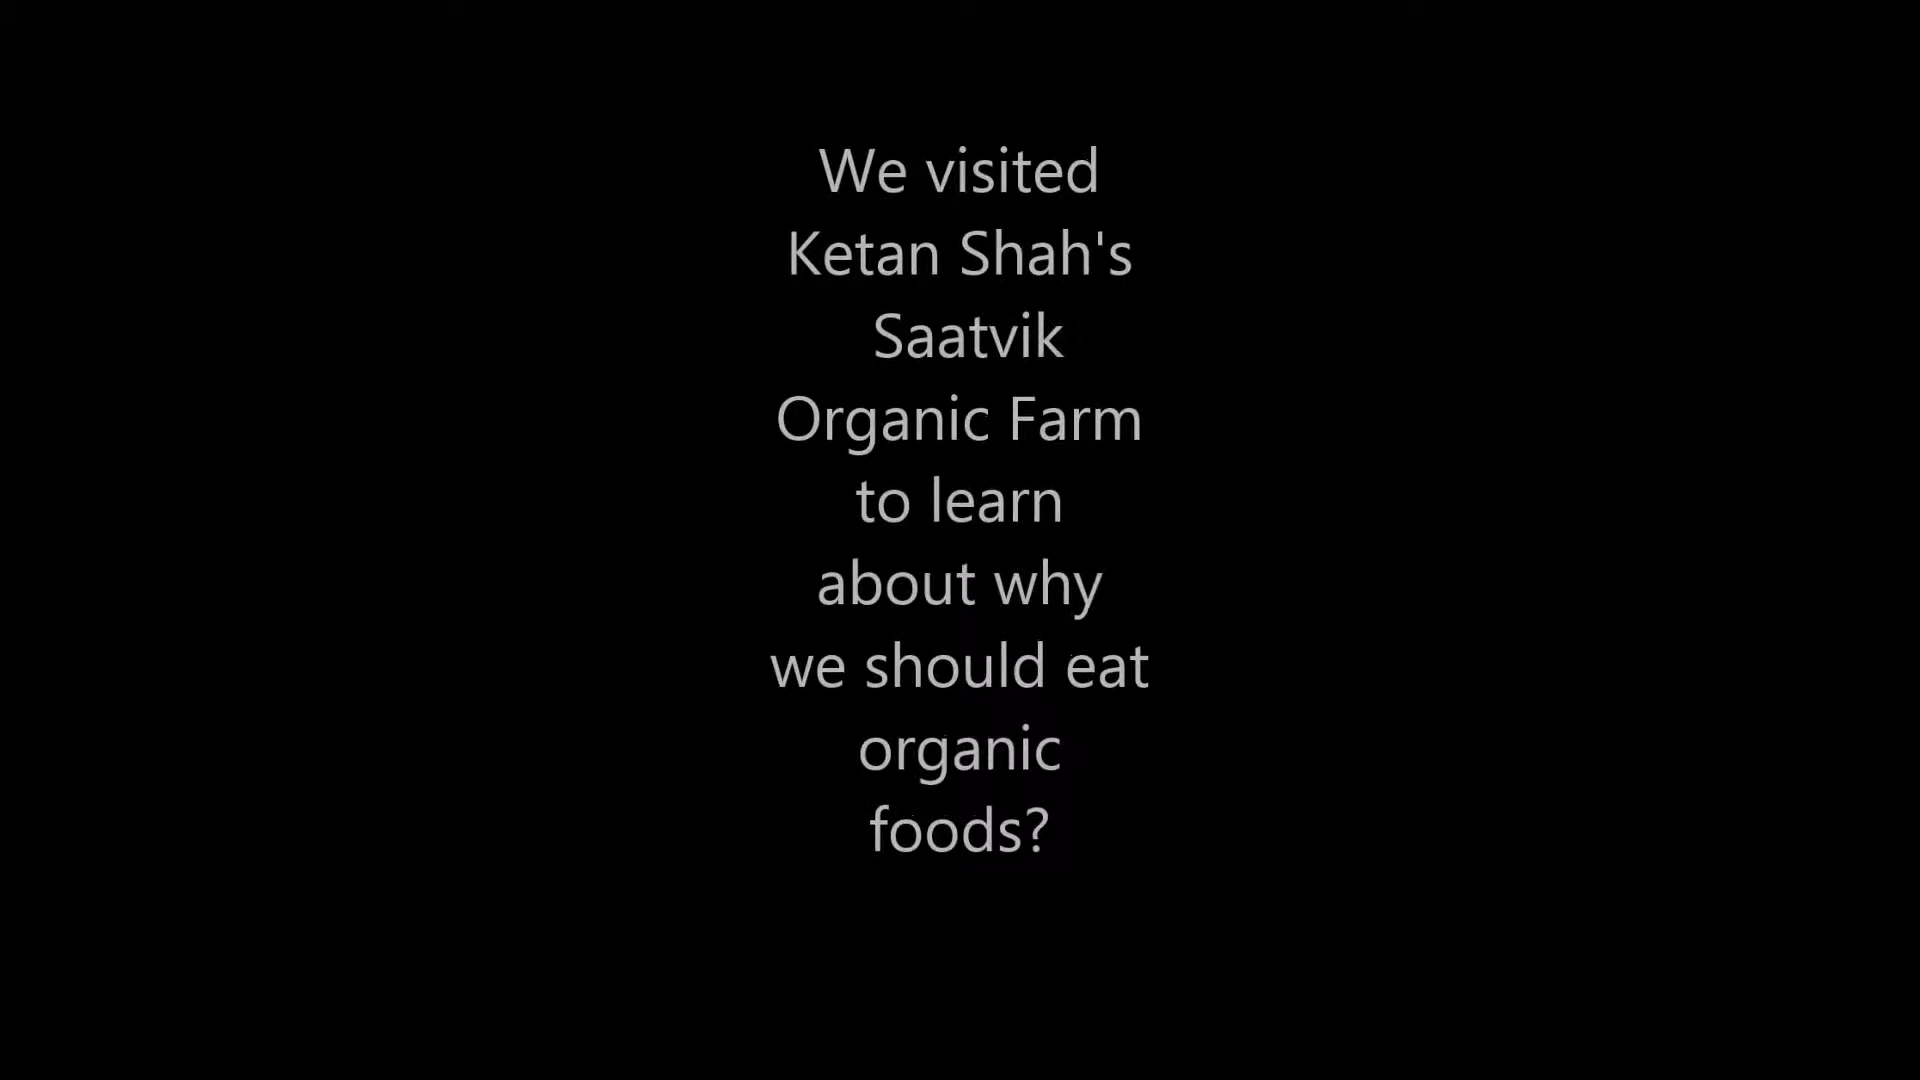 We visited
Ketan Shah's
Saatvik
Organic Farm
to learn
about why
we should eat
organic
foods?